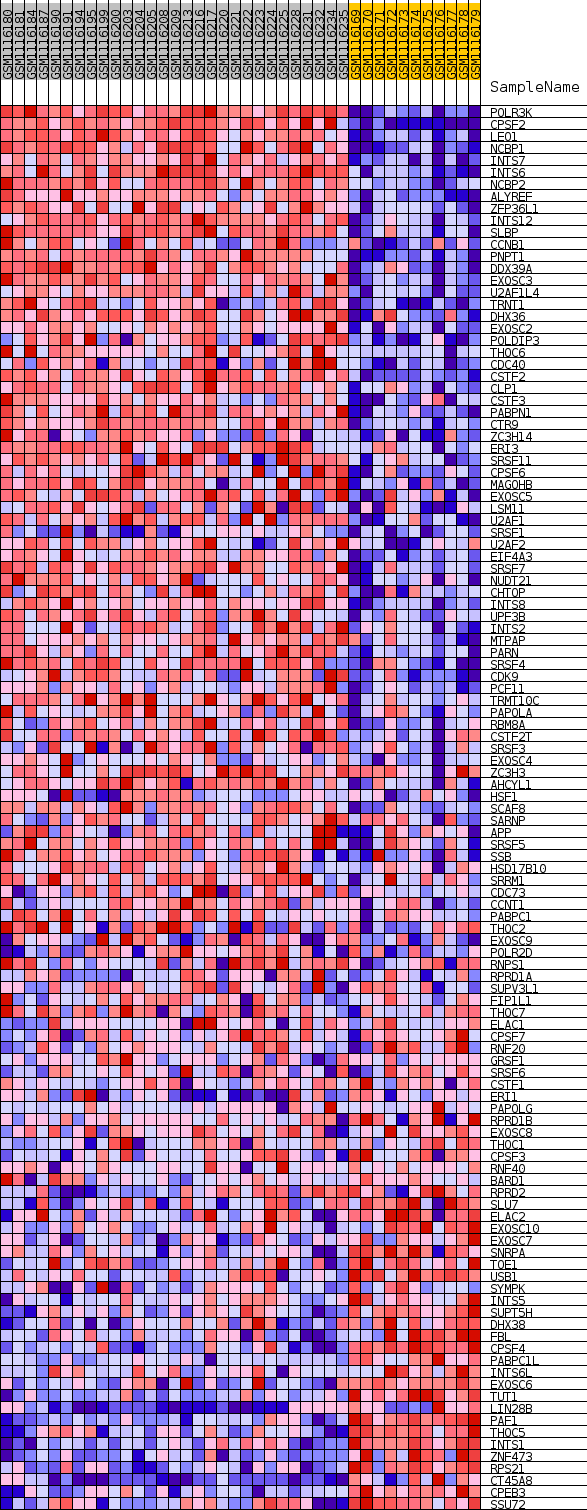 GSM1116180
GSM1116181
GSM1116184
GSM1116189
GSM1116190
GSM1116191
GSM1116194
GSM1116195
GSM1116199
GSM1116200
GSM1116203
GSM1116204
GSM1116205
GSM1116208
GSM1116209
GSM1116213
GSM1116216
GSM1116217
GSM1116220
GSM1116221
GSM1116222
GSM1116223
GSM1116224
GSM1116225
GSM1116228
GSM1116231
GSM1116232
GSM1116234
GSM1116235
GSM1116169
GSM1116170
GSM1116171
GSM1116172
GSM1116173
GSM1116174
GSM1116175
GSM1116176
GSM1116177
GSM1116178
GSM1116179
SampleName
POLR3K
CPSF2
LEO1
NCBP1
INTS7
INTS6
NCBP2
ALYREF
ZFP36L1
INTS12
SLBP
CCNB1
PNPT1
DDX39A
EXOSC3
U2AF1L4
TRNT1
DHX36
EXOSC2
POLDIP3
THOC6
CDC40
CSTF2
CLP1
CSTF3
PABPN1
CTR9
ZC3H14
ERI3
SRSF11
CPSF6
MAGOHB
EXOSC5
LSM11
U2AF1
SRSF1
U2AF2
EIF4A3
SRSF7
NUDT21
CHTOP
INTS8
UPF3B
INTS2
MTPAP
PARN
SRSF4
CDK9
PCF11
TRMT10C
PAPOLA
RBM8A
CSTF2T
SRSF3
EXOSC4
ZC3H3
AHCYL1
HSF1
SCAF8
SARNP
APP
SRSF5
SSB
HSD17B10
SRRM1
CDC73
CCNT1
PABPC1
THOC2
EXOSC9
POLR2D
RNPS1
RPRD1A
SUPV3L1
FIP1L1
THOC7
ELAC1
CPSF7
RNF20
GRSF1
SRSF6
CSTF1
ERI1
PAPOLG
RPRD1B
EXOSC8
THOC1
CPSF3
RNF40
BARD1
RPRD2
SLU7
ELAC2
EXOSC10
EXOSC7
SNRPA
TOE1
USB1
SYMPK
INTS5
SUPT5H
DHX38
FBL
CPSF4
PABPC1L
INTS6L
EXOSC6
TUT1
LIN28B
PAF1
THOC5
INTS1
ZNF473
RPS21
CT45A8
CPEB3
SSU72